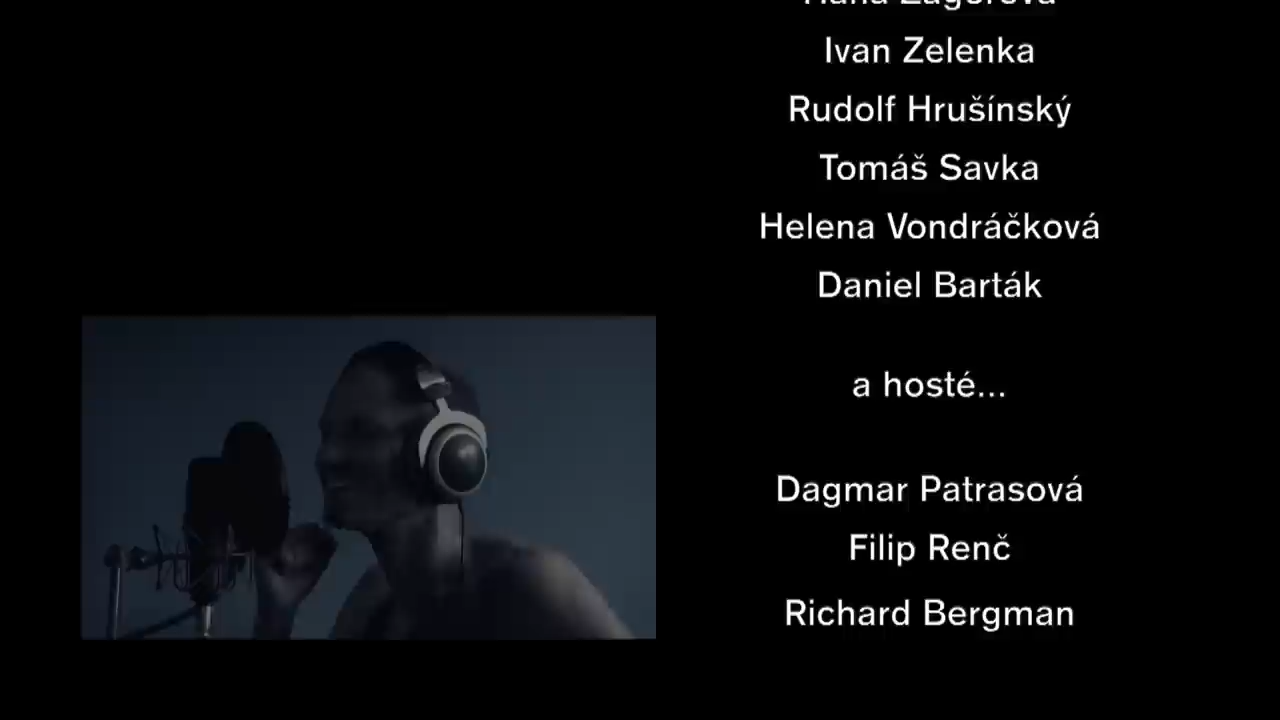 Ivan Zelenka
Rudolf Hrušínský
Tomáš Savka
Helena Vondráčková
Daniel Barták
a hosté...
Dagmar Patrasová
Filip Renč
Richard Bergman